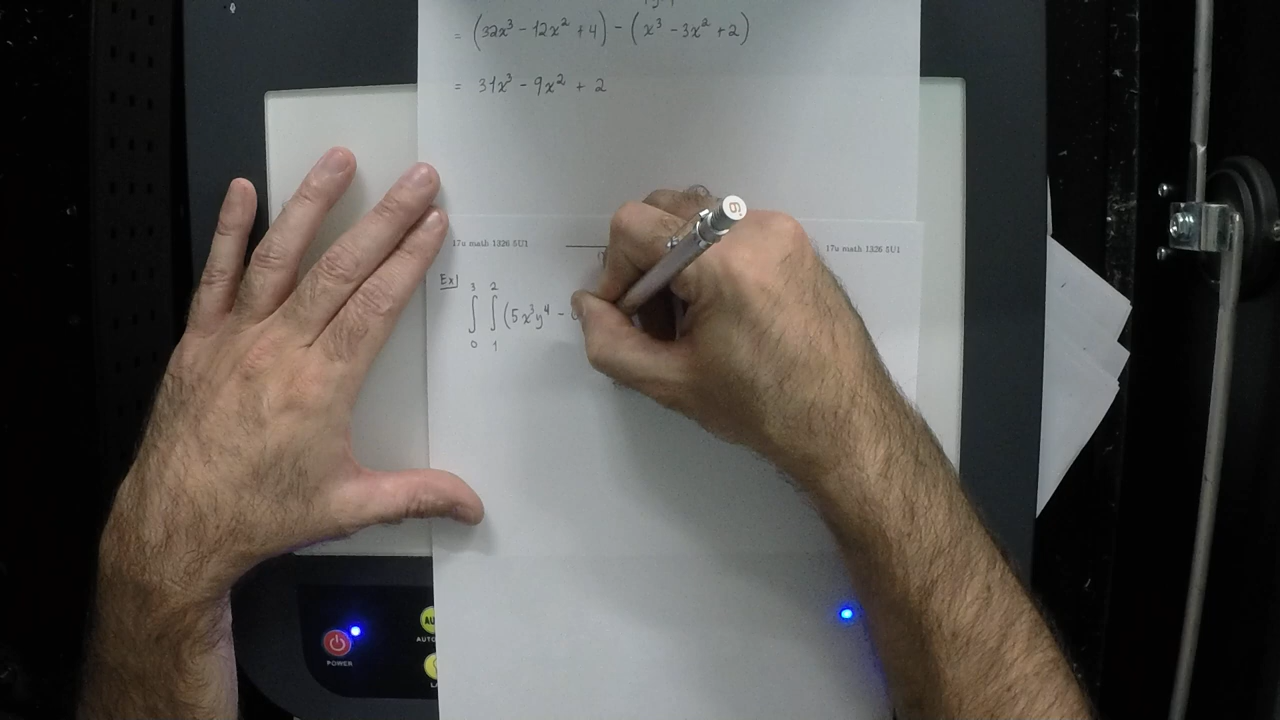 = (32x³ - 12x² + 4) - (x³ - 3x² + 2)
= 31x³ - 9x² + 2
17u math 1326 5U1
17u math 1326 5U1
Ex
3 2
∫ ∫ (5x³y⁴ -
0 1
POWER